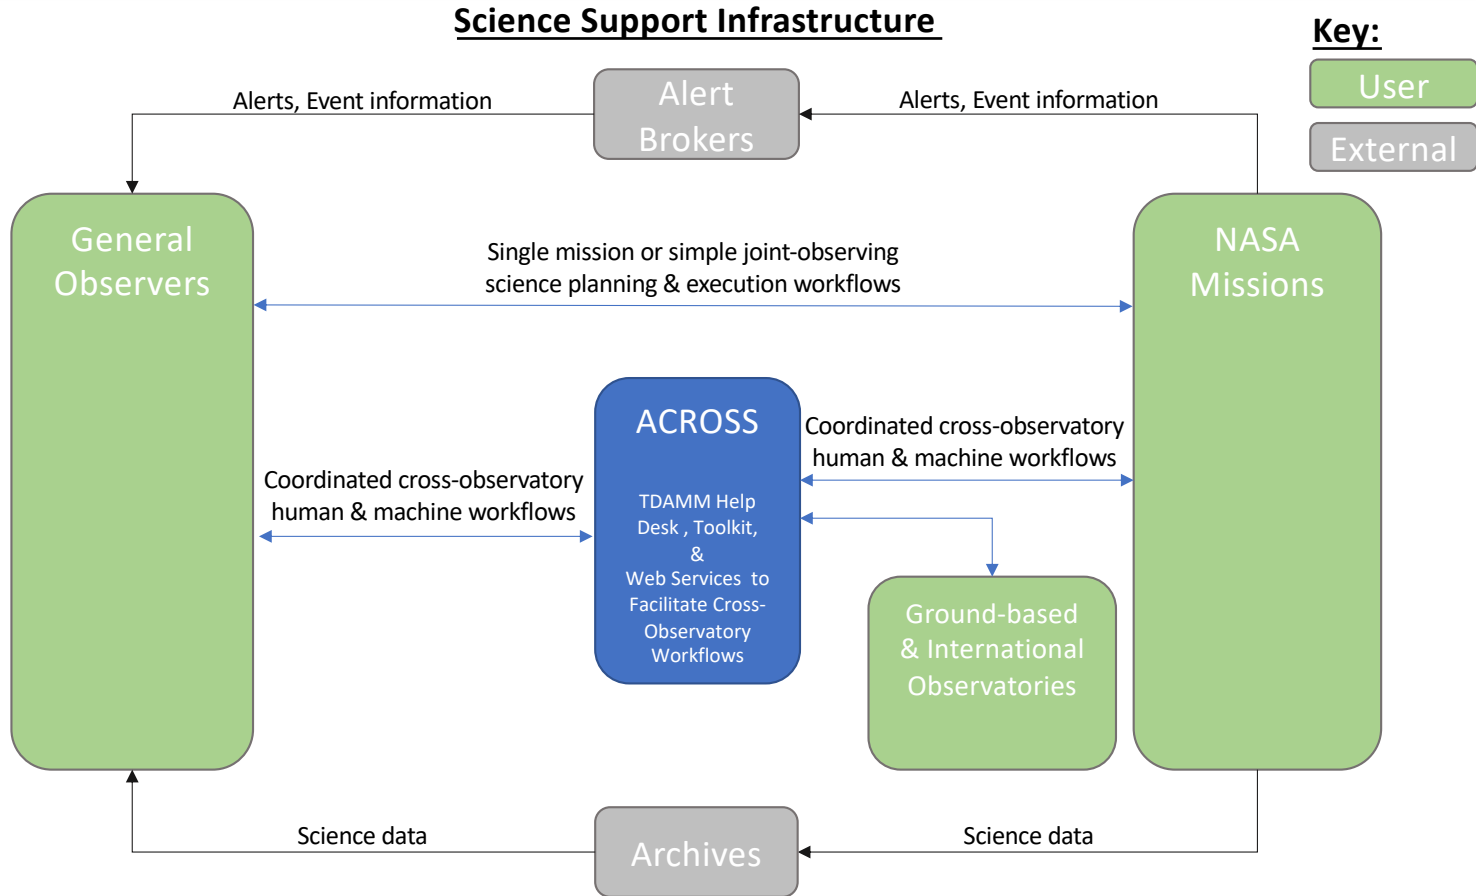 Science Support Infrastructure
Key:
User
External
Alerts, Event information
Alert
Brokers
Alerts, Event information
General
Observers
Single mission or simple joint-observing
science planning & execution workflows
NASA
Missions
ACROSS
TDAMM Help
Desk , Toolkit,
&
Web Services to
Facilitate Cross-
Observatory
Workflows
Coordinated cross-observatory
human & machine workflows
Coordinated cross-observatory
human & machine workflows
Ground-based
& International
Observatories
Science data
Archives
Science data